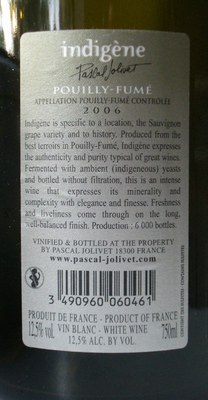 indigène
Pascal Jolivet
POUILLY-FUMÉ
APPELLATION POUILLY-FUMÉ CONTRÔLÉE
2006
Indigène is specific to a location, the Sauvignon
grape variety and to history. Produced from the
best terroirs in Pouilly-Fumé, Indigène expresses
the authenticity and purity typical of great wines.
Fermented with ambient (indigenous) yeasts
and bottled without filtration, this is an intense
wine that expresses its minerality and
complexity with elegance and finesse. Freshness
and liveliness come through on the long,
well-balanced finish. Production : 6 000 bottles.
VINIFIED & BOTTLED AT THE PROPERTY
BY PASCAL JOLIVET 18300 FRANCE
www.pascal-jolivet.com
3 490960 060461
PRODUIT DE FRANCE - PRODUCT OF FRANCE
12,5% vol. VIN BLANC - WHITE WINE 750ml
12,5% ALC. BY VOL.